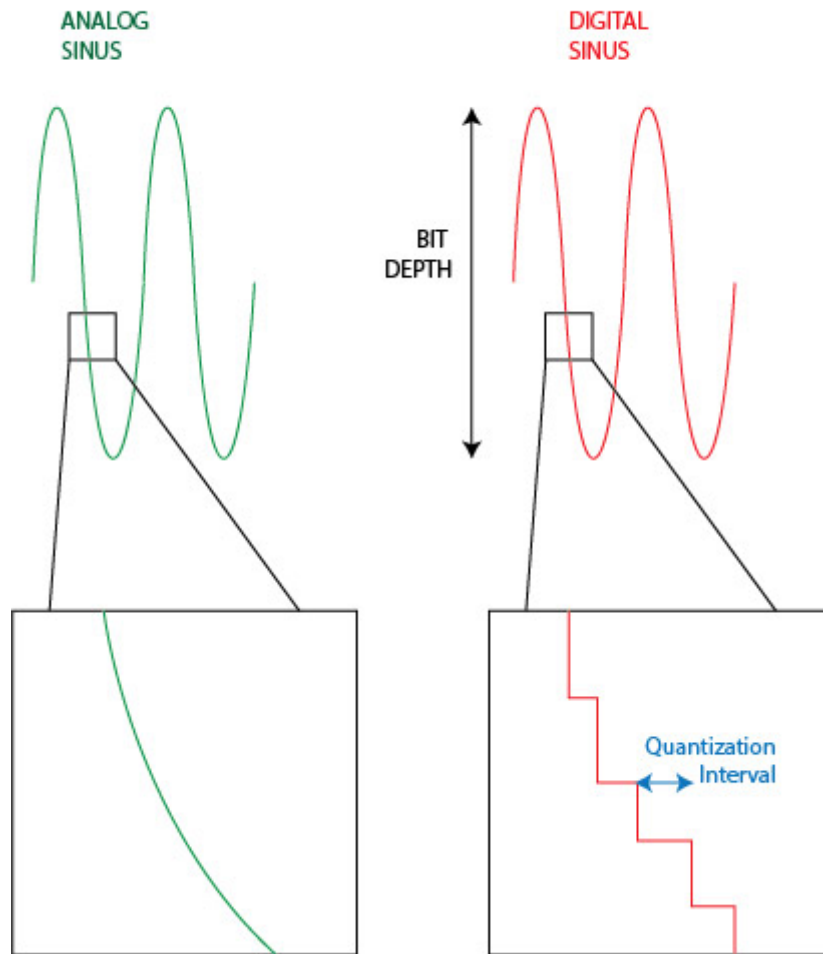 ANALOG
SINUS
DIGITAL
SINUS
BIT
DEPTH
Quantization
Interval